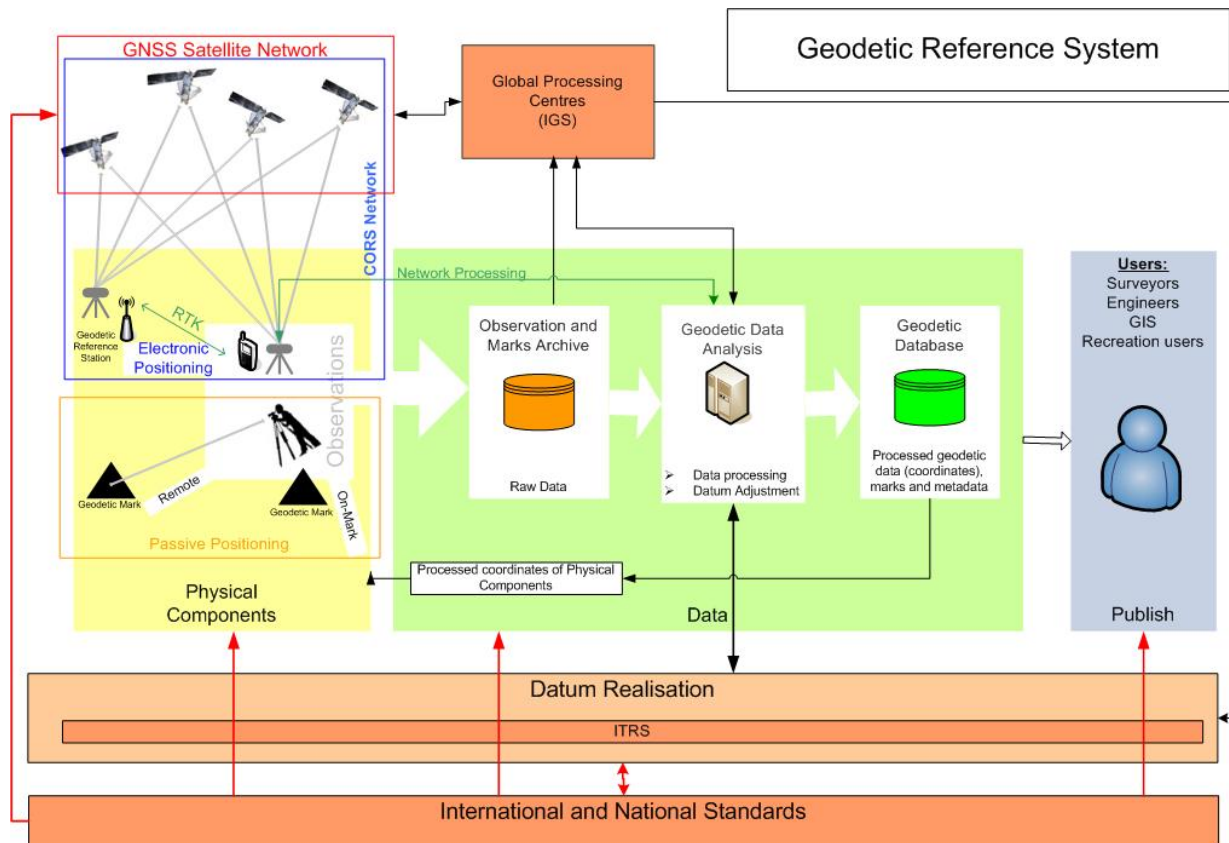 Geodetic Reference System
GNSS Satellite Network
Global Processing
Centres
(IGS)
CORS Network
Network Processing
RTK
Geodetic
Reference
Station
Electronic
Positioning
Observations
Geodetic Mark
Remote
Geodetic Mark
On-Mark
Passive Positioning
Physical
Components
Observation and
Marks Archive
Raw Data
Geodetic Data
Analysis
➢ Data processing
➢ Datum Adjustment
Geodetic
Database
Processed geodetic
data (coordinates),
marks and metadata
Processed coordinates of Physical
Components
Data
Users:
Surveyors
Engineers
GIS
Recreation users
Publish
Datum Realisation
ITRS
International and National Standards